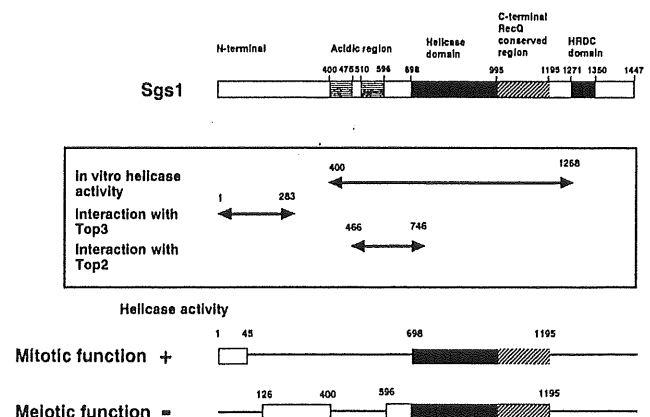 C-terminal
RecQ
conserved
region
N-terminal
Acidic region
Helicase
domain
HRDC
domain
400 475 510 596 698 995 1195 1271 1350 1447
Sgs1
in vitro helicase
activity
400 1268
1 283
Interaction with
Top3
466 746
Interaction with
Top2
Helicase activity
1 45 698 1195
Mitotic function +
126 400 596 1195
Meiotic function -